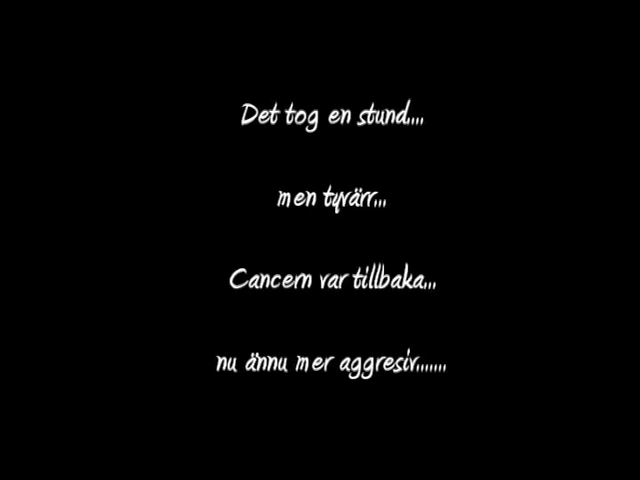 Det tog en stund....
men tyvärr...
Cancern var tillbaka...
nu ännu mer aggresiv.......